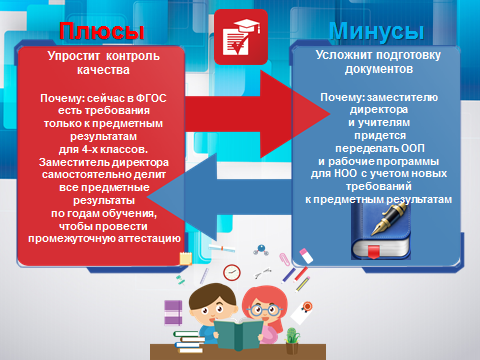 Плюсы
Упростит контроль
качества
Почему: сейчас в ФГОС
есть требования
только к предметным
результатам
для 4-х классов.
Заместитель директора
самостоятельно делит
все предметные
результаты
по годам обучения,
чтобы провести
промежуточную аттестацию
Минусы
Усложнит подготовку
документов
Почему: заместителю
директора
и учителям
придется
переделать ООП
и рабочие программы
для НОО с учетом новых
требований
к предметным результатам